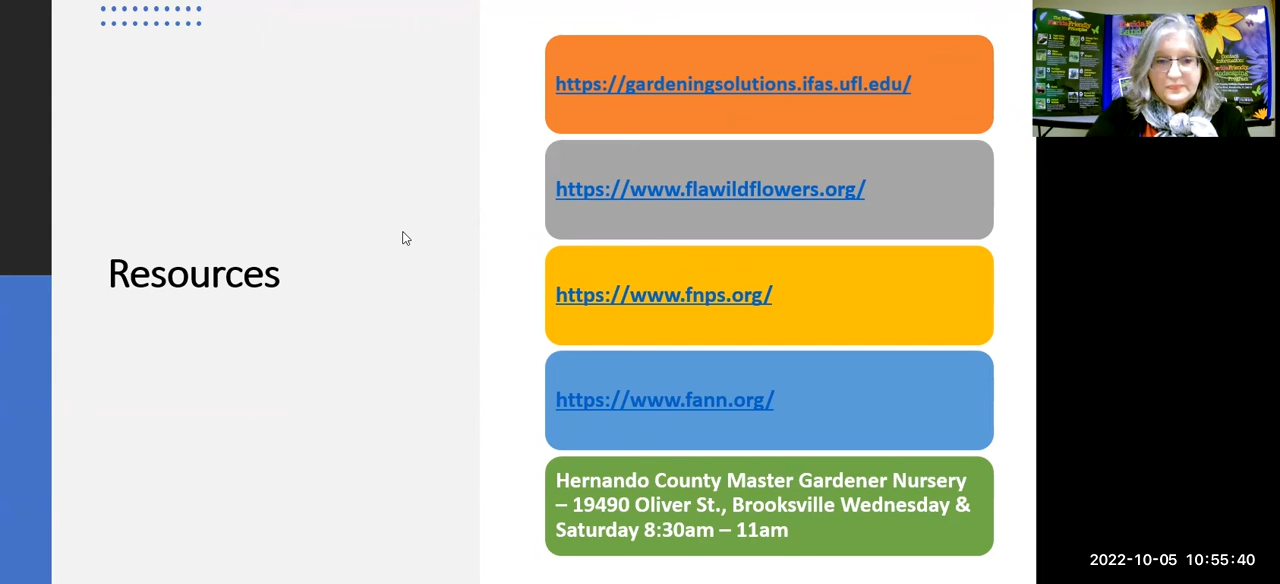 https://gardeningsolutions.ifas.ufl.edu/
https://www.flawildflowers.org/
Resources
https://www.fnps.org/
https://www.fann.org/
Hernando County Master Gardener Nursery
– 19490 Oliver St., Brooksville Wednesday &
Saturday 8:30am – 11am
2022-10-05 10:55:40